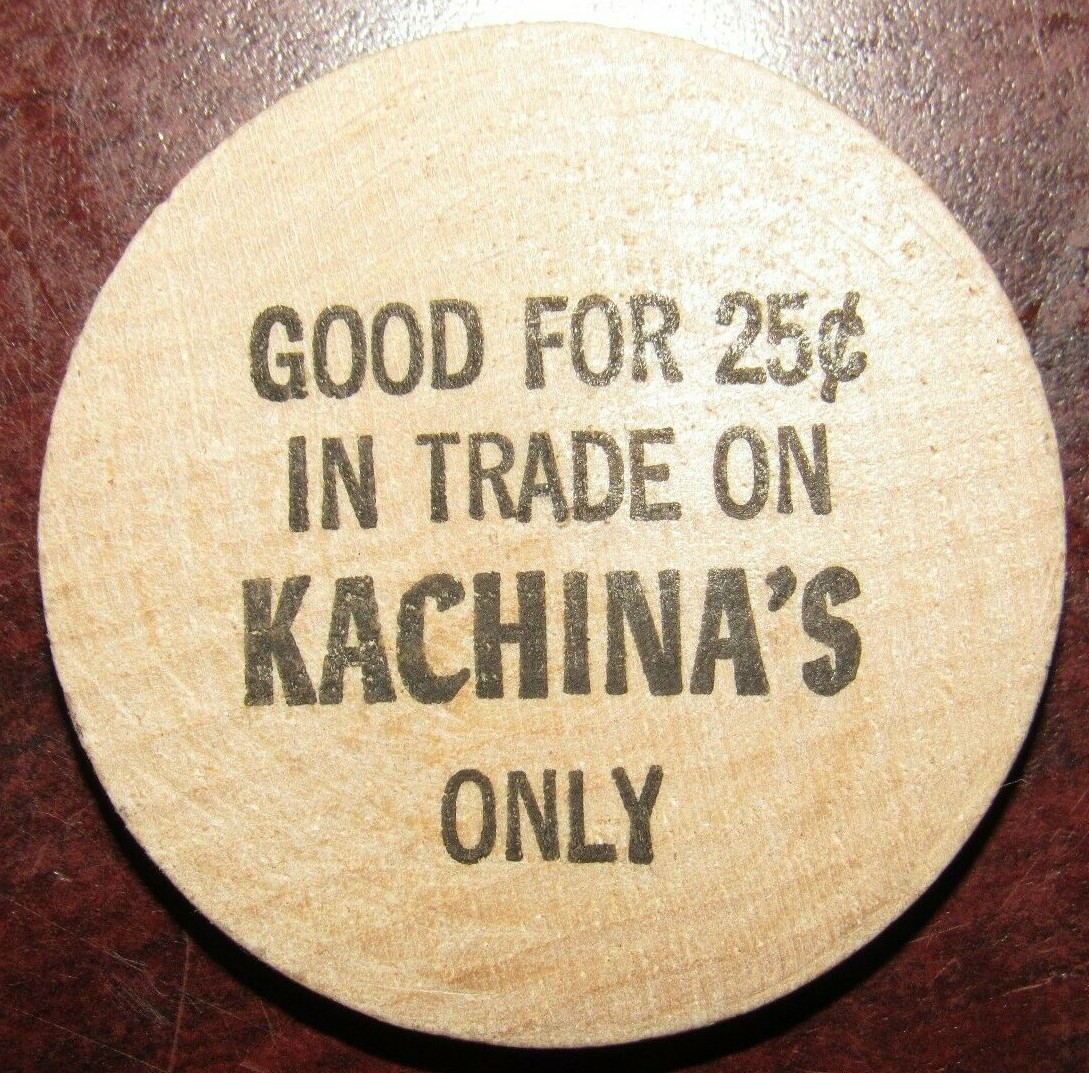 GOOD FOR 25¢
IN TRADE ON
KACHINA'S
ONLY